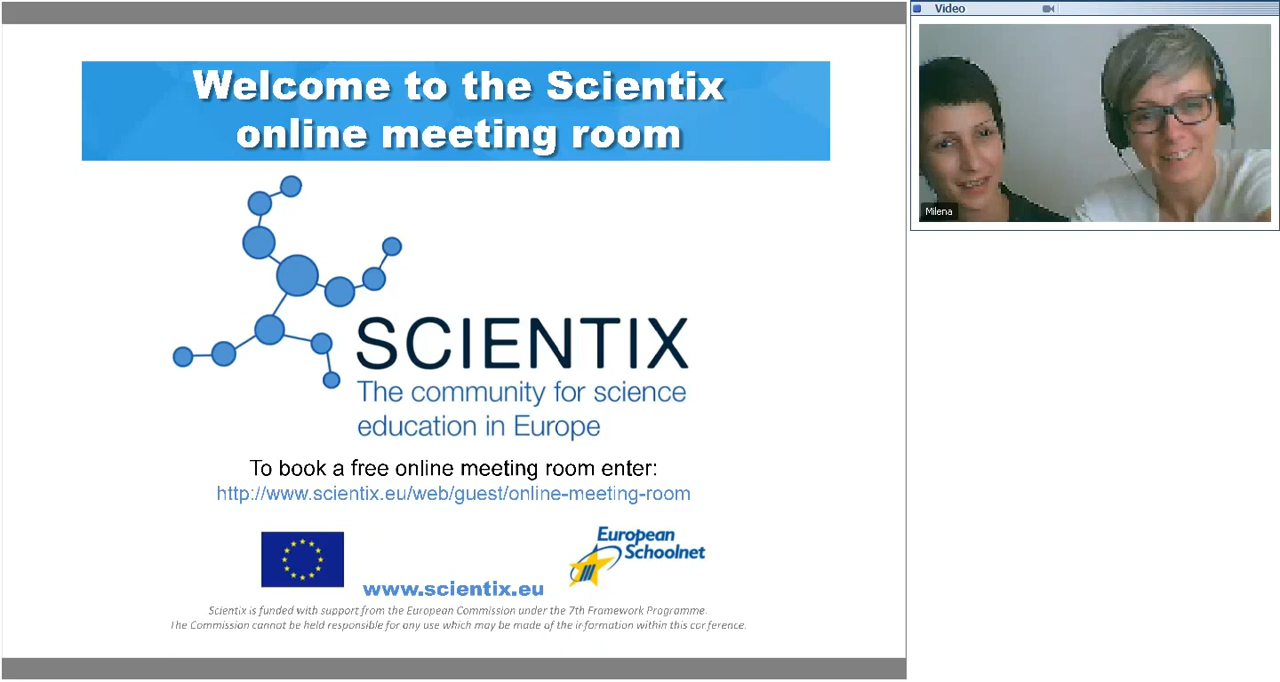 Welcome to the Scientix
online meeting room
SCIENTIX
The community for science
education in Europe
To book a free online meeting room enter:
http://www.scientix.eu/web/guest/online-meeting-room
European
Schoolnet
www.scientix.eu
Scientix is funded with support from the European Commission under the 7th Framework Programme.
The Commission cannot be held responsible for any use which may be made of the information within this conference.
Video
Milena